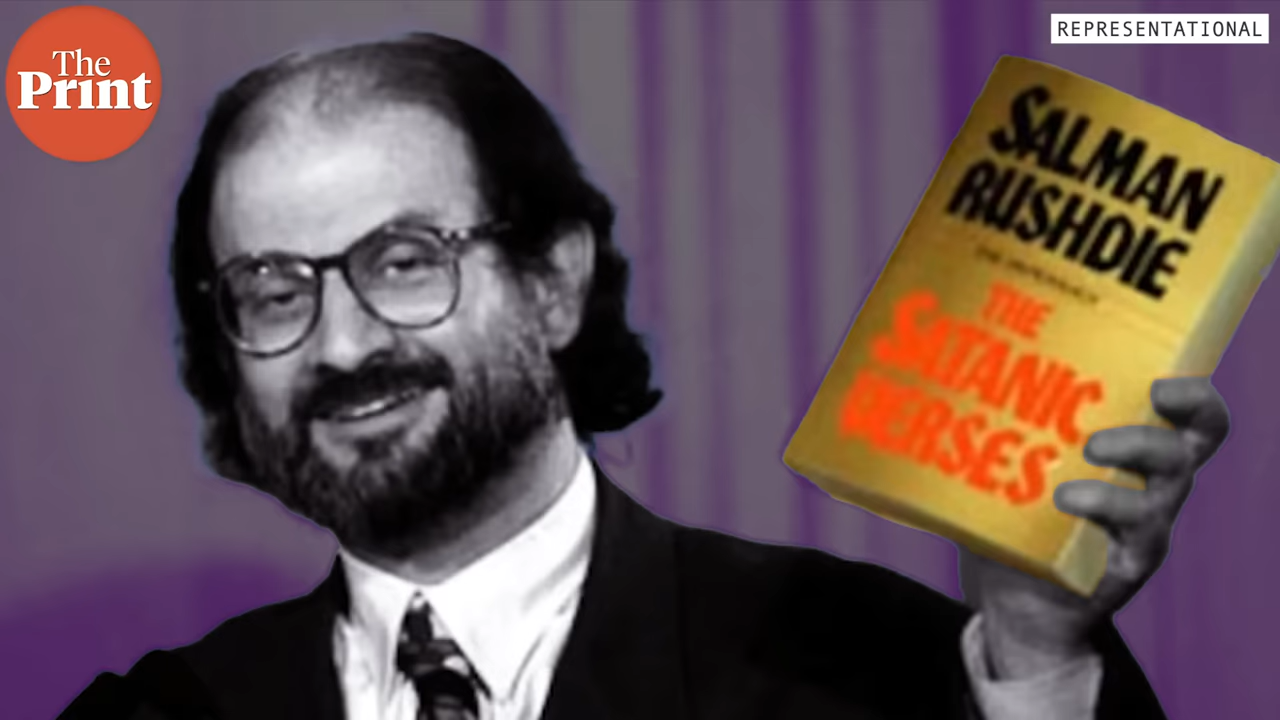 The
Print
REPRESENTATIONAL
SALMAN
RUSHDIE
THE
SATANIC
VERSES